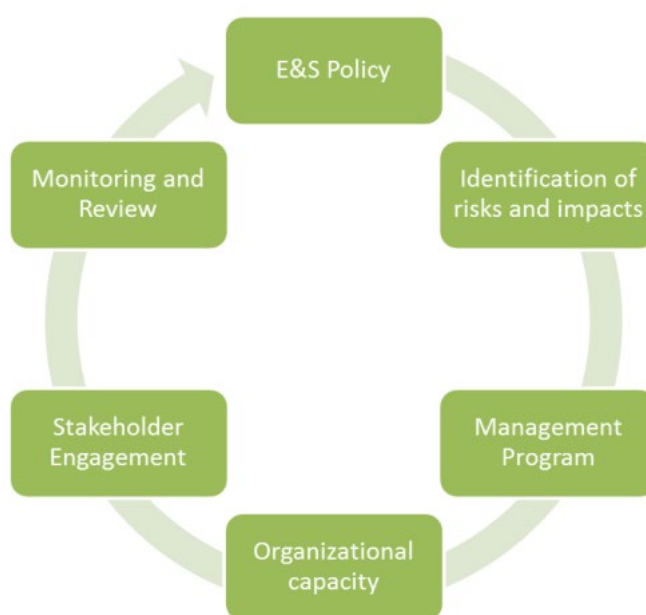 E&S Policy
Identification of
risks and impacts
Management
Program
Organizational
capacity
Stakeholder
Engagement
Monitoring and
Review